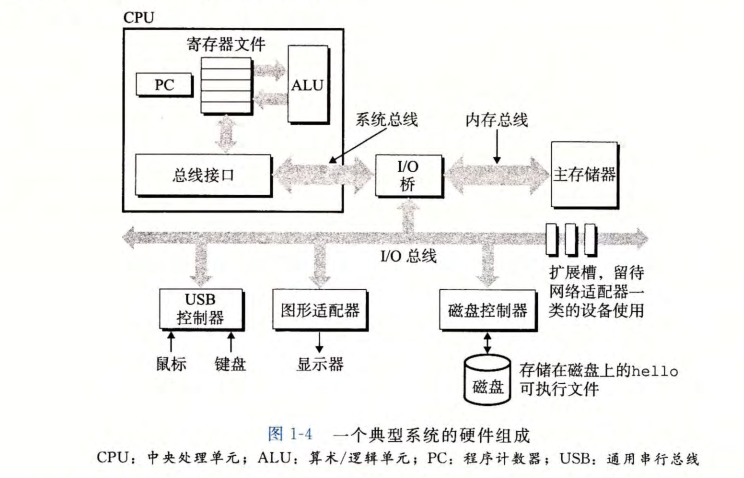 CPU
寄存器文件
PC
ALU
系统总线
内存总线
总线接口
I/O
桥
主存储器
I/O 总线
扩展槽，留待
网络适配器一
类的设备使用
USB
控制器
图形适配器
磁盘控制器
鼠标
键盘
显示器
磁盘
存储在磁盘上的hello
可执行文件
图 1-4 一个典型系统的硬件组成
CPU：中央处理单元；ALU：算术/逻辑单元；PC：程序计数器；USB：通用串行总线